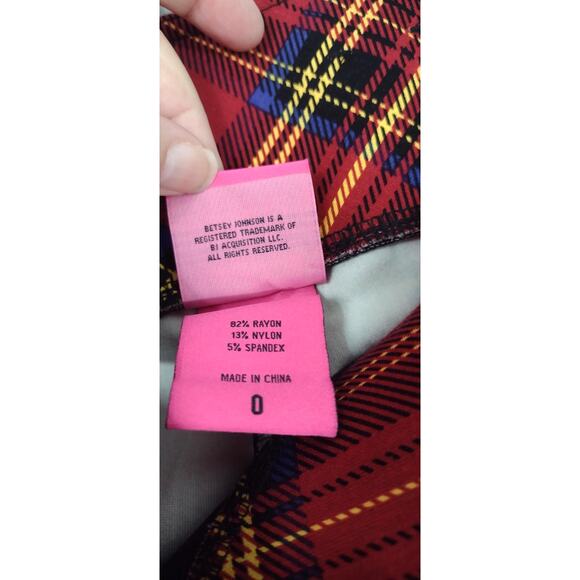 BETSEY JOHNSON IS A
REGISTERED TRADEMARK OF
BJ ACQUISITION LLC.
ALL RIGHTS RESERVED.
82% RAYON
13% NYLON
5% SPANDEX
MADE IN CHINA
0